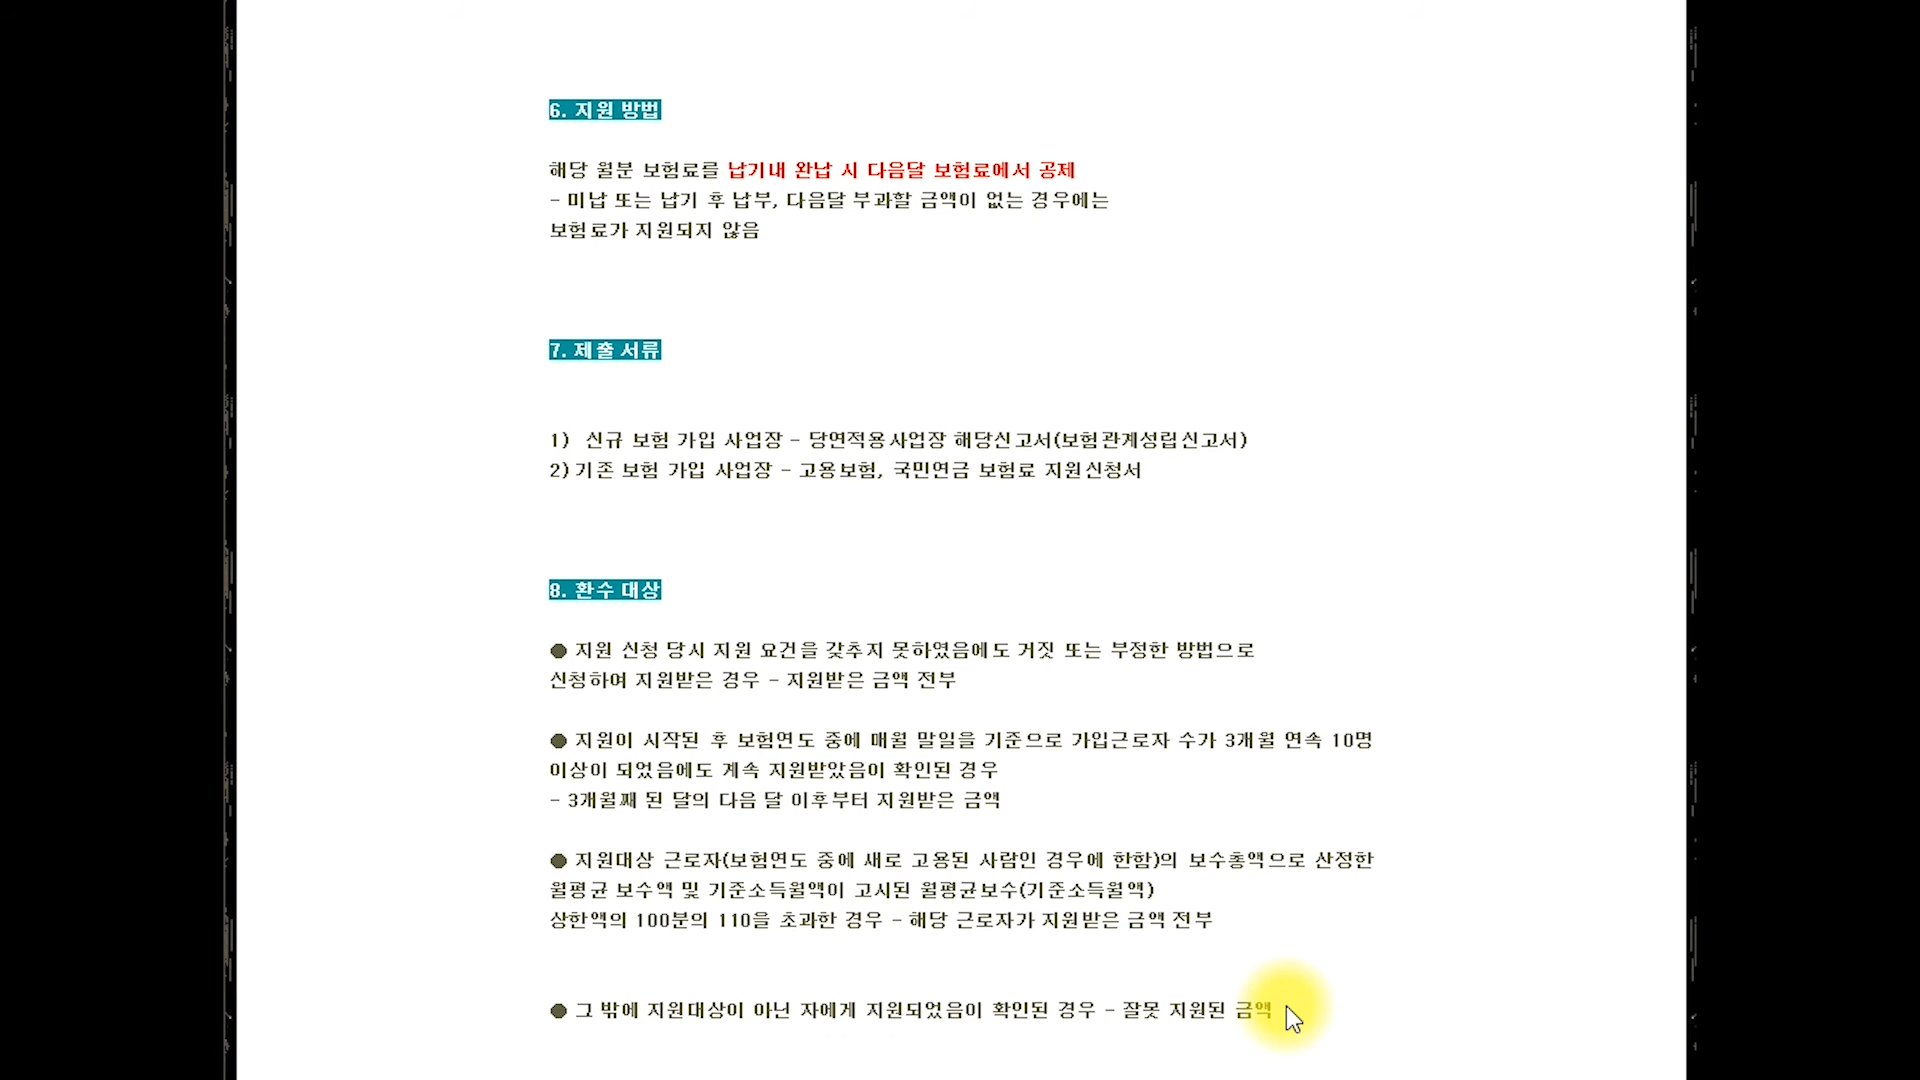 6. 지원 방법
해당 월분 보험료를 납기내 완납 시 다음달 보험료에서 공제
- 미납 또는 납기 후 납부, 다음달 부과할 금액이 없는 경우에는
보험료가 지원되지 않음
7. 제출 서류
1) 신규 보험 가입 사업장 - 당연적용사업장 해당신고서(보험관계성립신고서)
2) 기존 보험 가입 사업장 - 고용보험, 국민연금 보험료 지원신청서
8. 환수 대상
● 지원 신청 당시 지원 요건을 갖추지 못하였음에도 거짓 또는 부정한 방법으로
신청하여 지원받은 경우 - 지원받은 금액 전부
● 지원이 시작된 후 보험연도 중에 매월 말일을 기준으로 가입근로자 수가 3개월 연속 10명
이상이 되었음에도 계속 지원받았음이 확인된 경우
- 3개월째 된 달의 다음 달 이후부터 지원받은 금액
● 지원대상 근로자(보험연도 중에 새로 고용된 사람인 경우에 한함)의 보수총액으로 산정한
월평균 보수액 및 기준소득월액이 고시된 월평균보수(기준소득월액)
상한액의 100분의 110을 초과한 경우 - 해당 근로자가 지원받은 금액 전부
● 그 밖에 지원대상이 아닌 자에게 지원되었음이 확인된 경우 - 잘못 지원된 금액